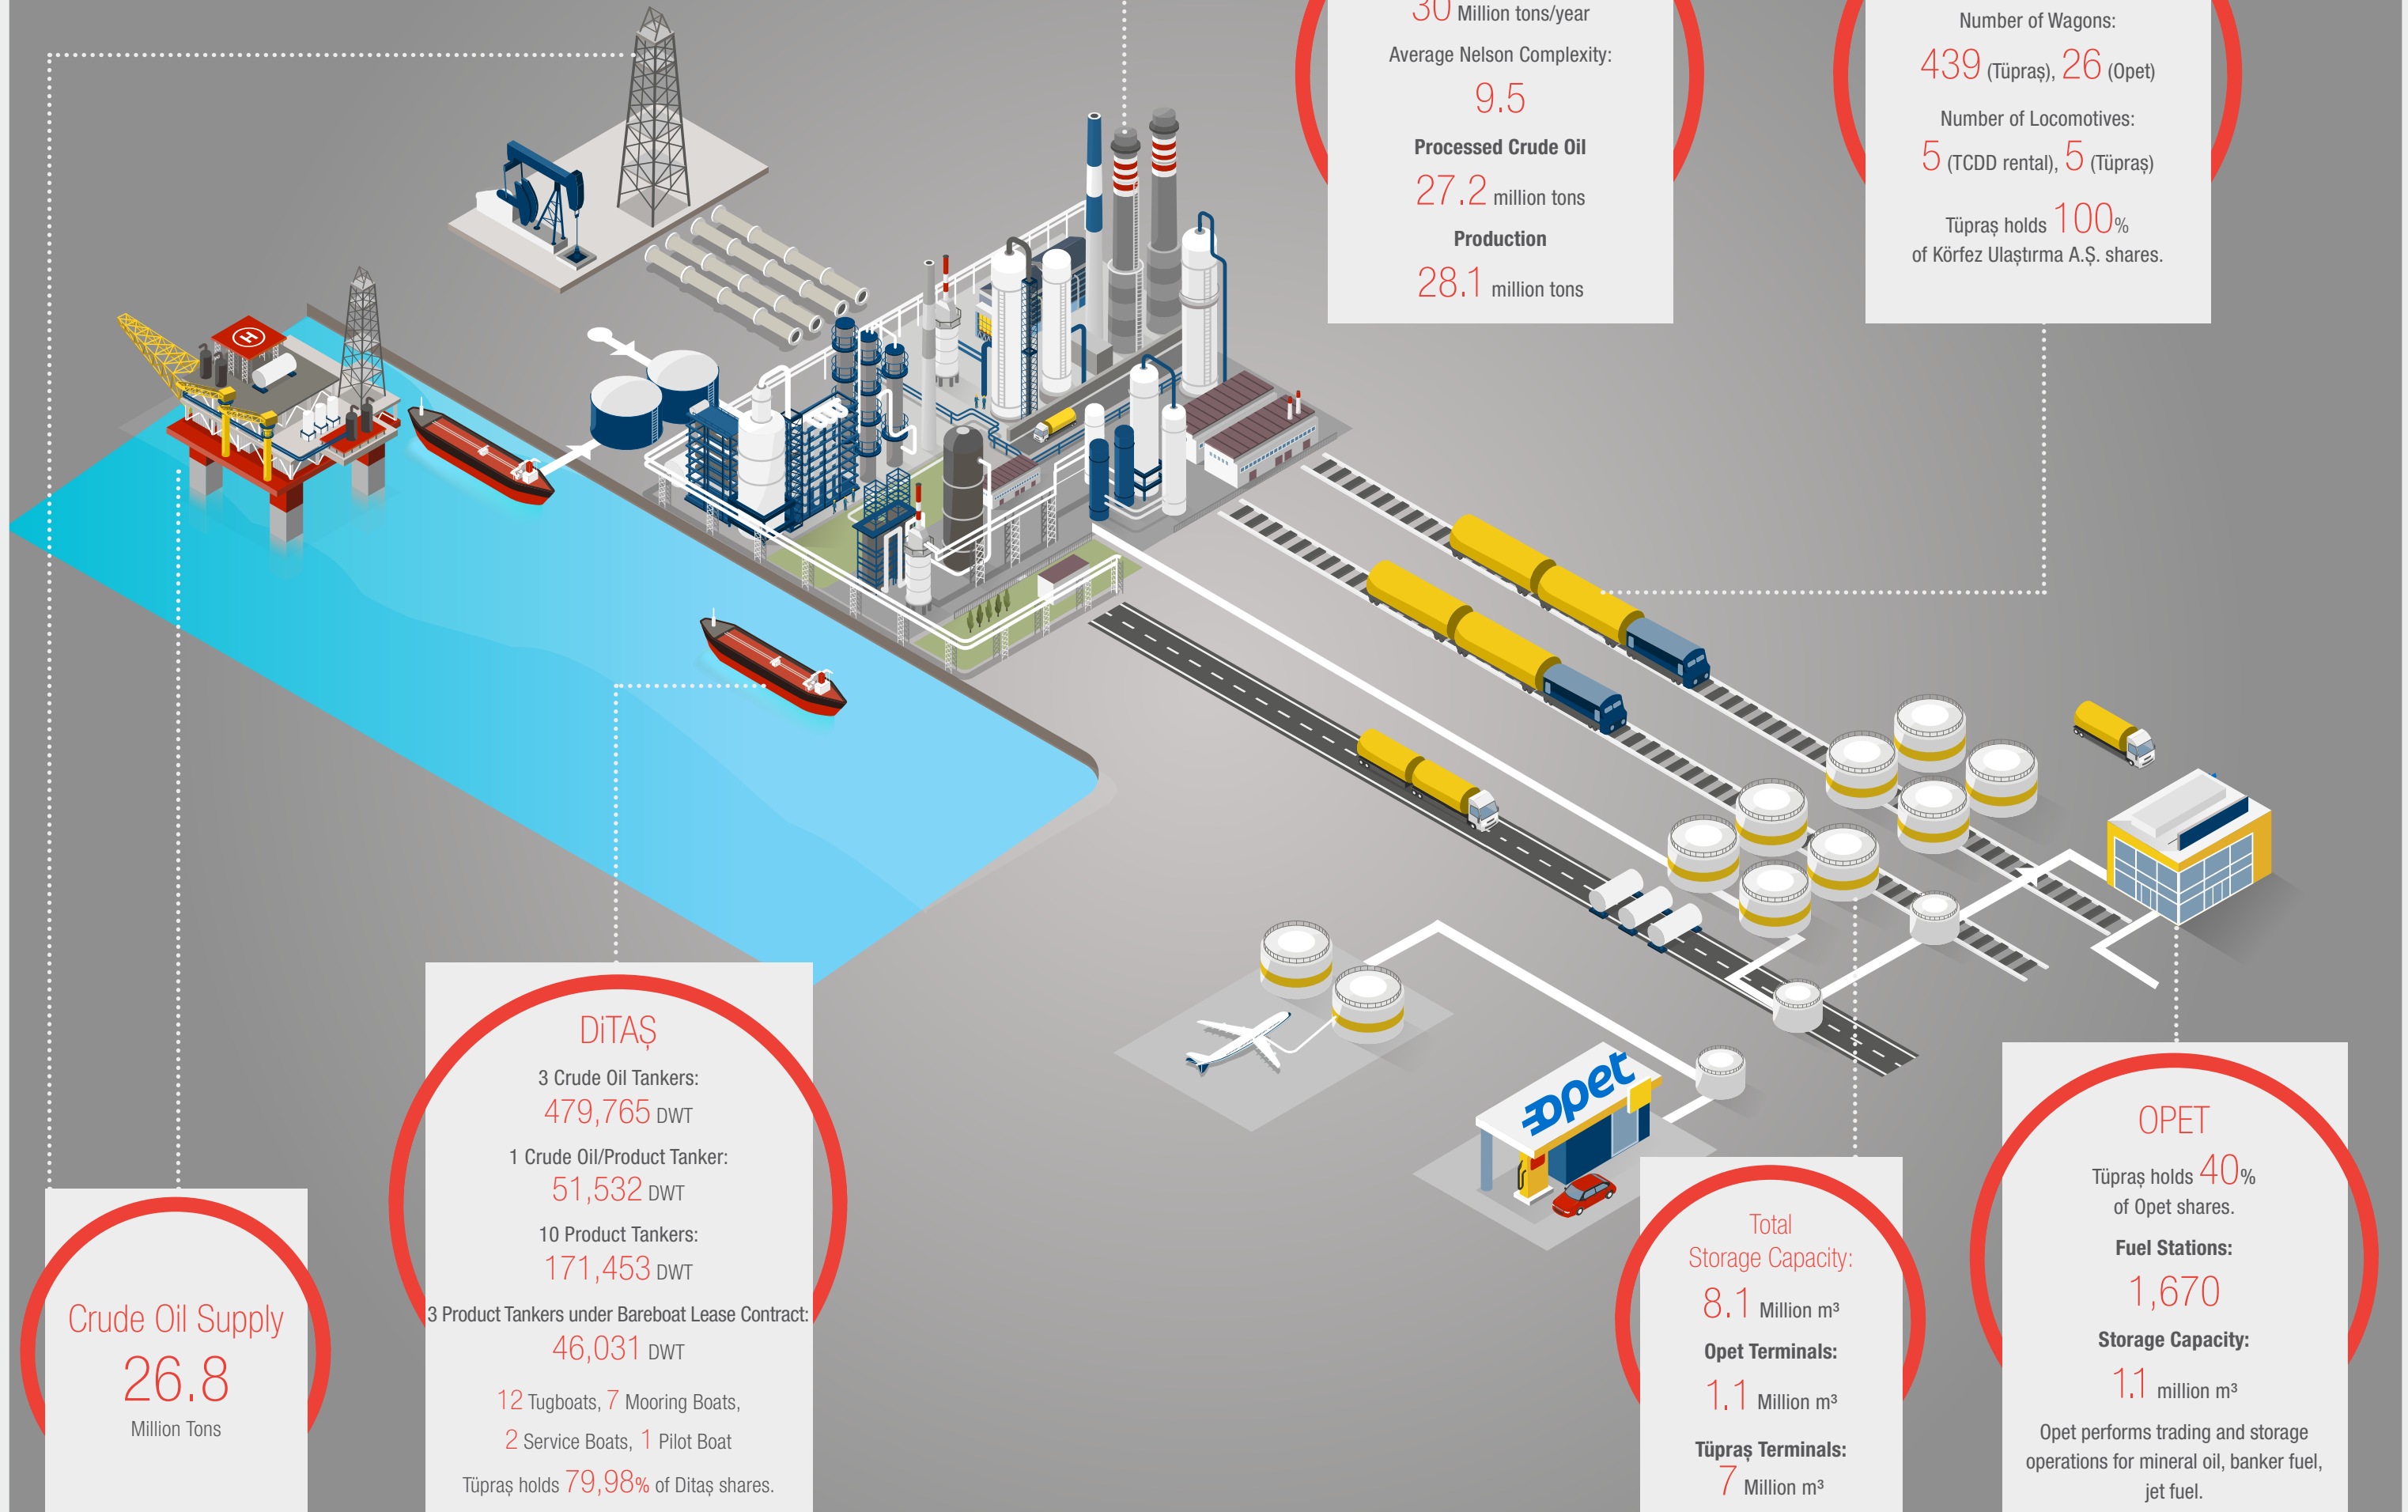 30 Million tons/year
Average Nelson Complexity:
9.5
Processed Crude Oil
27.2 million tons
Production
28.1 million tons
Number of Wagons:
439 (Tüpraş), 26 (Opet)
Number of Locomotives:
5 (TCDD rental), 5 (Tüpraş)
Tüpraş holds 100%
of Körfez Ulaştırma A.Ş. shares.
H
opet
Crude Oil Supply
26.8
Million Tons
DiTAŞ
3 Crude Oil Tankers:
479,765 DWT
1 Crude Oil/Product Tanker:
51,532 DWT
10 Product Tankers:
171,453 DWT
3 Product Tankers under Bareboat Lease Contract:
46,031 DWT
12 Tugboats, 7 Mooring Boats,
2 Service Boats, 1 Pilot Boat
Tüpraş holds 79,98% of Ditaş shares.
Total
Storage Capacity:
8.1 Million m³
Opet Terminals:
1.1 Million m³
Tüpraş Terminals:
7 Million m³
OPET
Tüpraş holds 40%
of Opet shares.
Fuel Stations:
1,670
Storage Capacity:
1.1 million m³
Opet performs trading and storage
operations for mineral oil, banker fuel,
jet fuel.